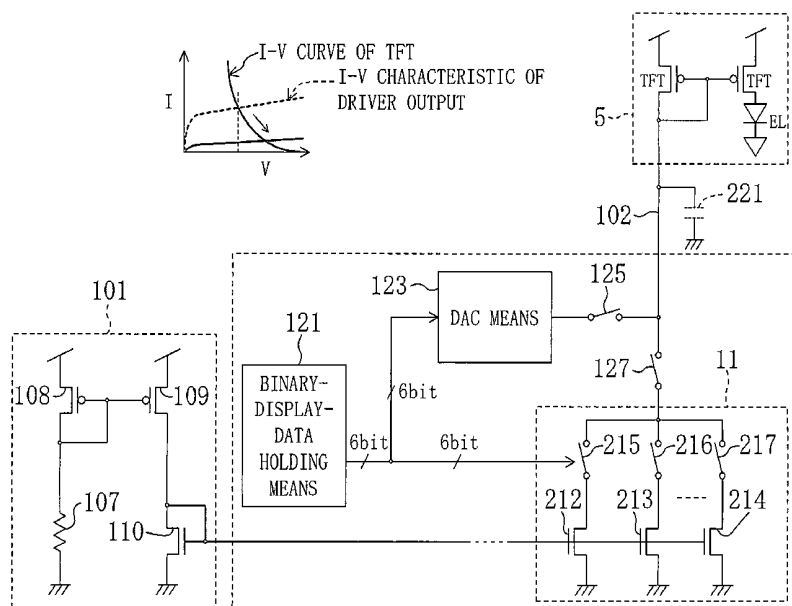 I-V CURVE OF TFT
I-V CHARACTERISTIC OF
DRIVER OUTPUT
I
V
TFT
TFT
EL
5
221
102
123
125
DAC MEANS
101
121
127
11
108
109
BINARY-
DISPLAY-
DATA
HOLDING
MEANS
6bit
6bit
6bit
215
216
217
107
110
212
213
214